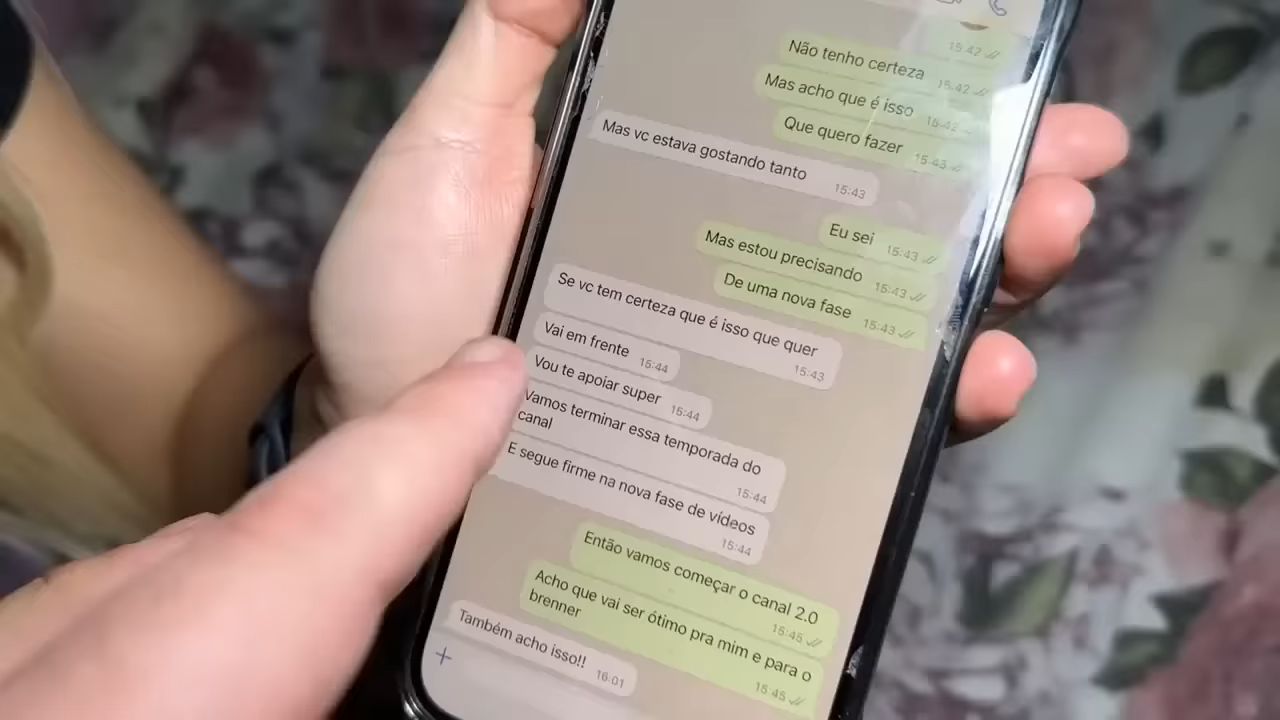 15:42
Não tenho certeza 15:42
Mas acho que é isso 15:42
Que quero fazer 15:43
Mas vc estava gostando tanto 15:43
Eu sei 15:43
Mas estou precisando 15:43
De uma nova fase 15:43
Se vc tem certeza que é isso que quer
15:43
Vai em frente 15:44
Vou te apoiar super 15:44
Vamos terminar essa temporada do
canal
15:44
E segue firme na nova fase de vídeos
15:44
Então vamos começar o canal 2.0
15:45
Acho que vai ser ótimo pra mim e para o
brenner
15:45
Também acho isso!! 16:01